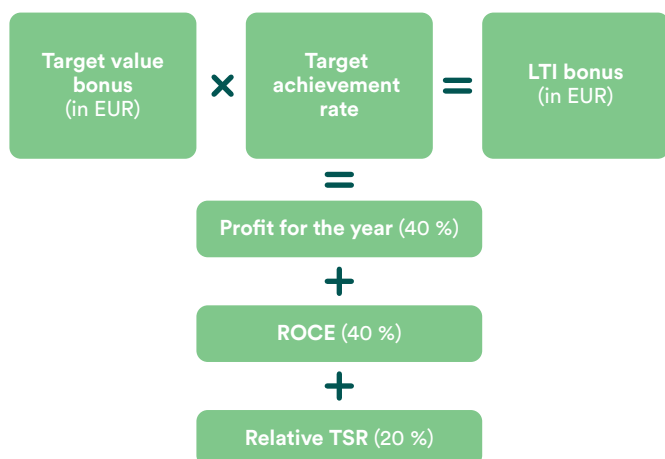 Target value
bonus
(in EUR)
×
Target
achievement
rate
=
LTI bonus
(in EUR)
=
Profit for the year (40 %)
+
ROCE (40 %)
+
Relative TSR (20 %)